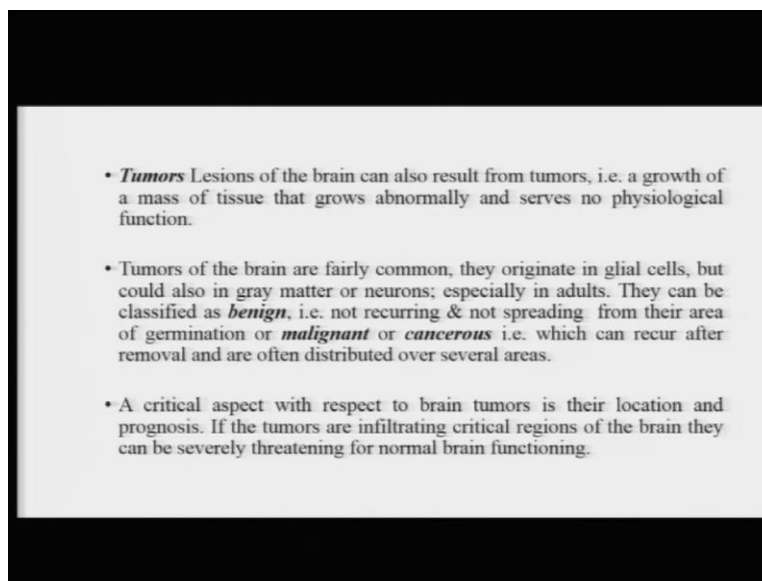 • Tumors Lesions of the brain can also result from tumors, i.e. a growth of
a mass of tissue that grows abnormally and serves no physiological
function.
• Tumors of the brain are fairly common, they originate in glial cells, but
could also in gray matter or neurons; especially in adults. They can be
classified as benign, i.e. not recurring & not spreading from their area
of germination or malignant or cancerous i.e. which can recur after
removal and are often distributed over several areas.
• A critical aspect with respect to brain tumors is their location and
prognosis. If the tumors are infiltrating critical regions of the brain they
can be severely threatening for normal brain functioning.